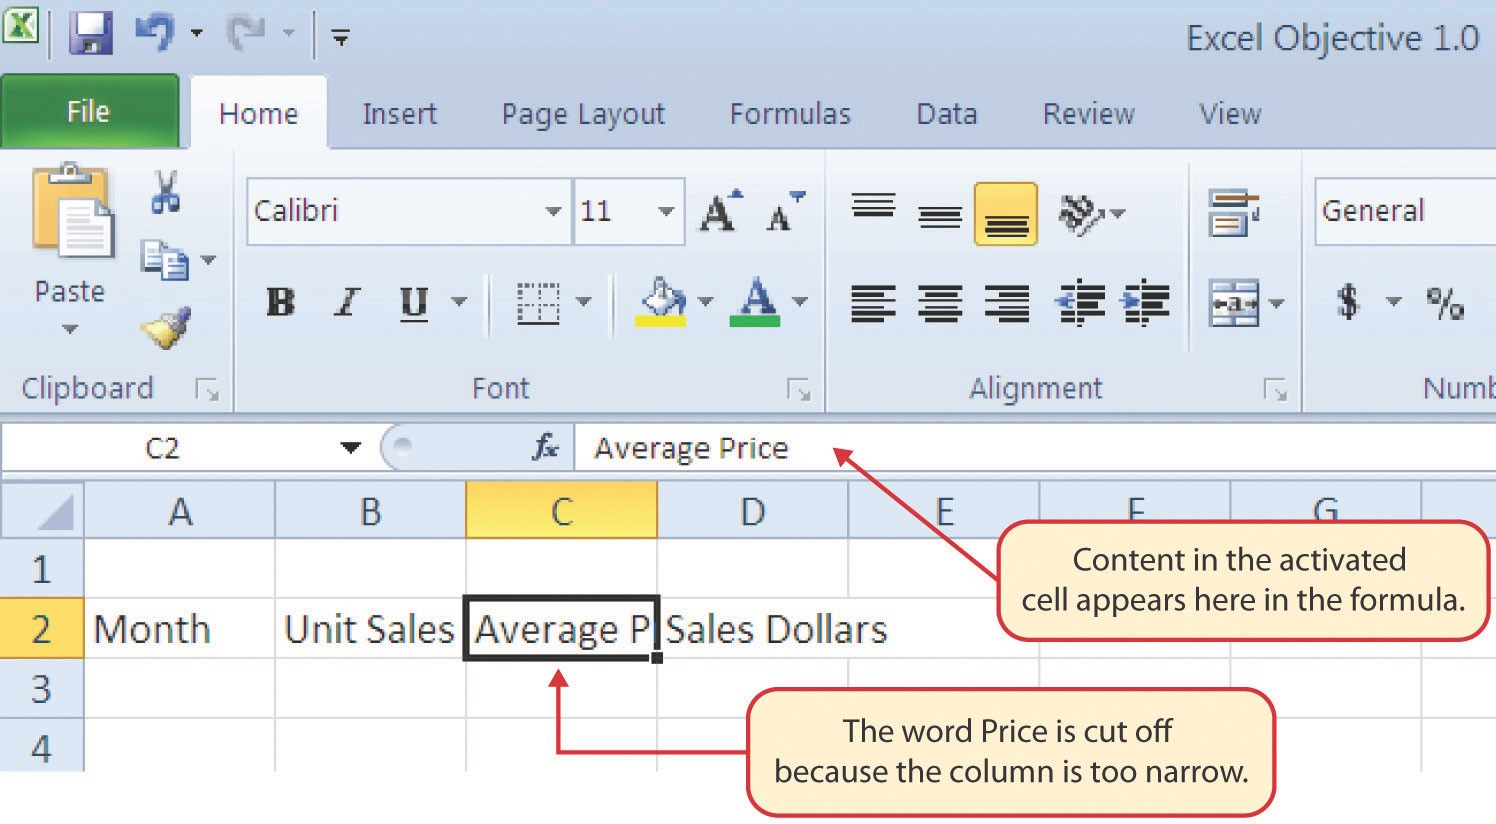 Excel Objective 1.0
File Home Insert Page Layout Formulas Data Review View
Calibri 11 A A General
Paste B I U A a $ %
Clipboard Font Alignment
C2 fx Average Price
A B C D E F G
1
2 Month Unit Sales Average P Sales Dollars
3
4
Content in the activated
cell appears here in the formula.
The word Price is cut off
because the column is too narrow.